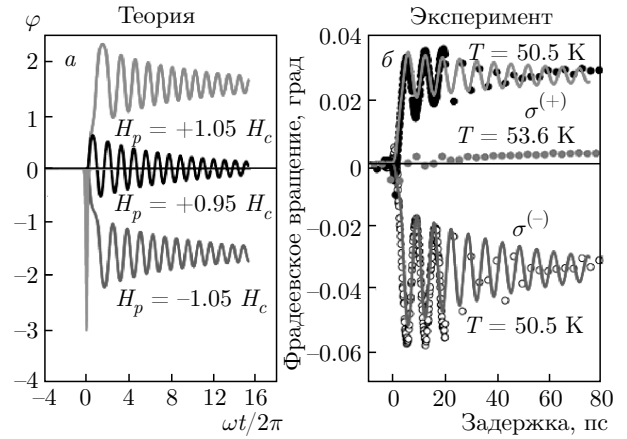 Теория
φ
а
2
1
0
−1
−2
−3
−4
H_p = +1.05 H_c
H_p = +0.95 H_c
H_p = −1.05 H_c
−4 0 4 8 12 16
ωt/2π
Эксперимент
Фрадеевское вращение, град
0.04
0.02
0
−0.02
−0.04
−0.06
б
T = 50.5 K
σ(+)
T = 53.6 K
σ(−)
T = 50.5 K
0 20 40 60 80
Задержка, пс